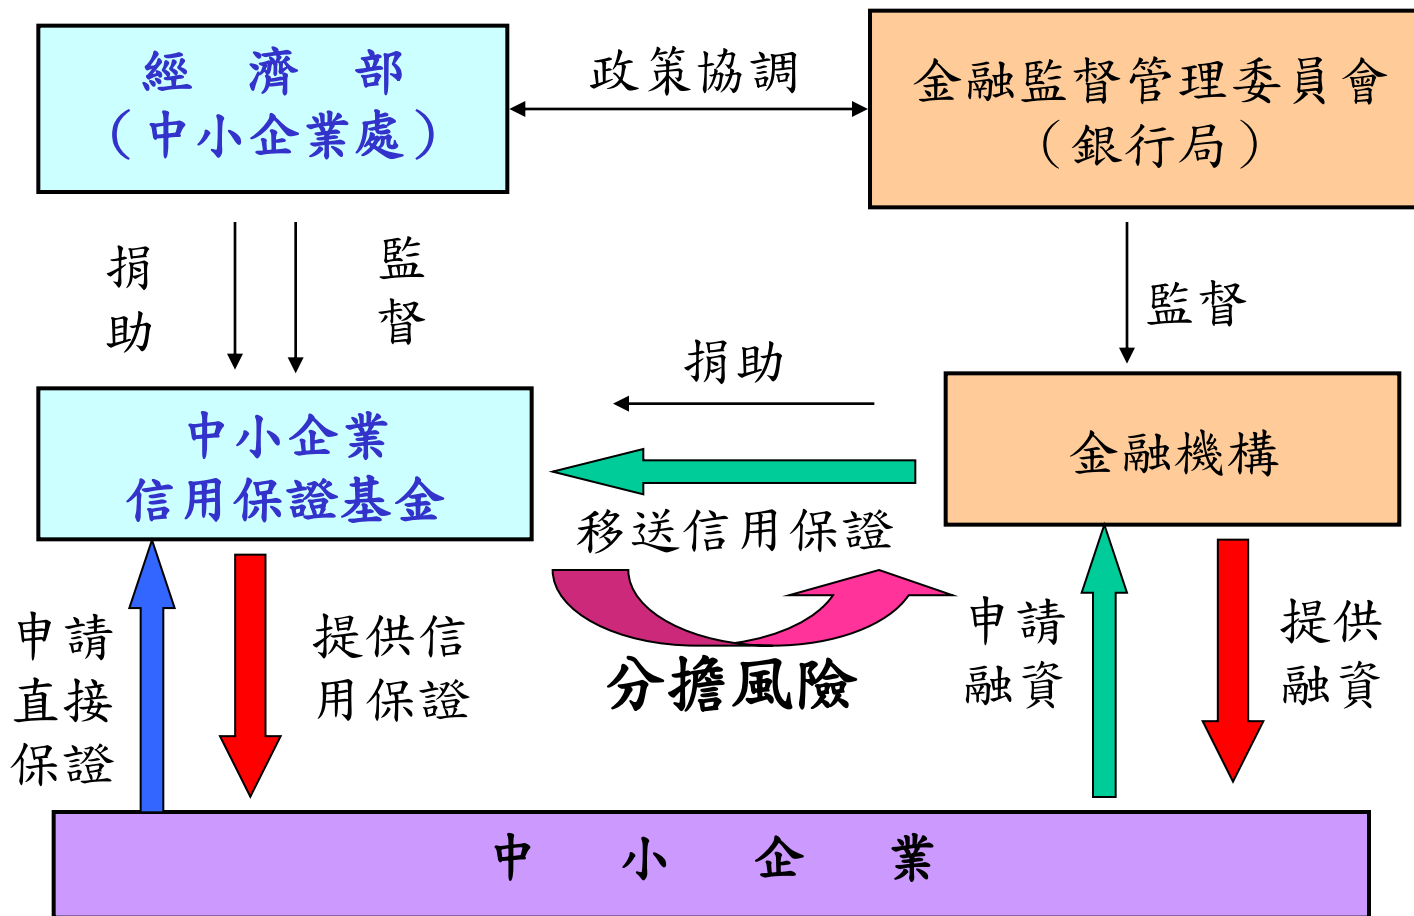 經濟部
（中小企業處）
政策協調
金融監督管理委員會
（銀行局）
捐
助
監
督
監督
捐助
中小企業
信用保證基金
金融機構
移送信用保證
申請
直接
保證
提供信
用保證
分擔風險
申請
融資
提供
融資
中小企業